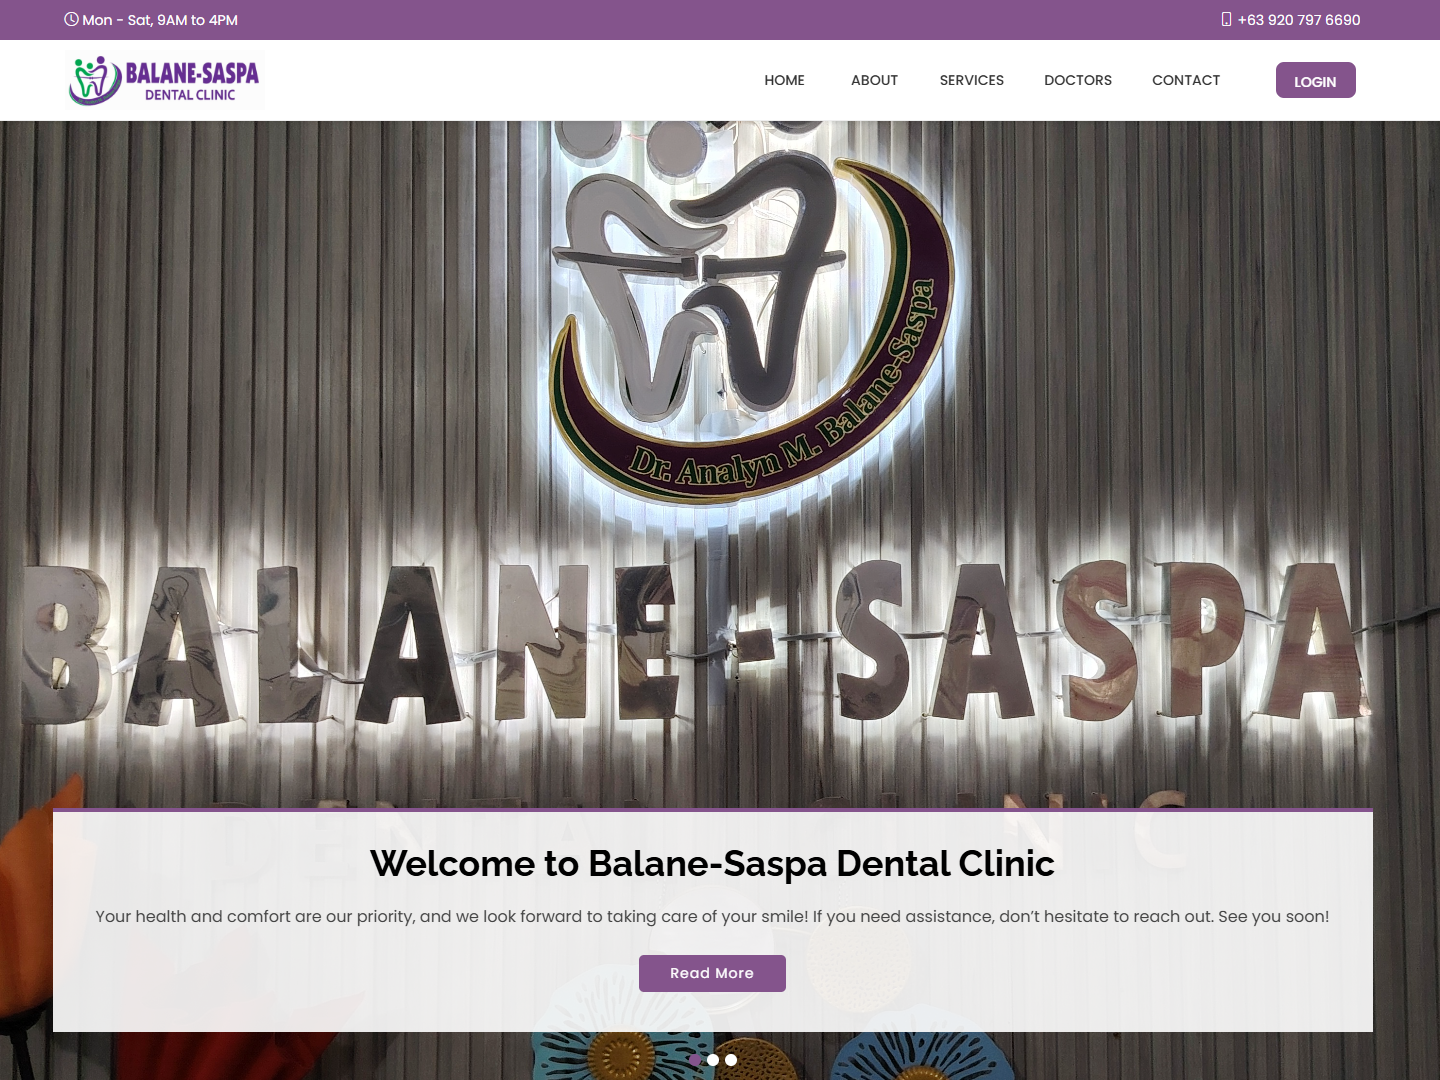 Mon - Sat, 9AM to 4PM
+63 920 797 6690
BALANE-SASPA
DENTAL CLINIC
HOME
ABOUT
SERVICES
DOCTORS
CONTACT
LOGIN
Dr. Analyn M. Balane-Saspa
BALANE - SASPA
DENTAL CLINIC
Welcome to Balane-Saspa Dental Clinic
Your health and comfort are our priority, and we look forward to taking care of your smile! If you need assistance, don’t hesitate to reach out. See you soon!
Read More